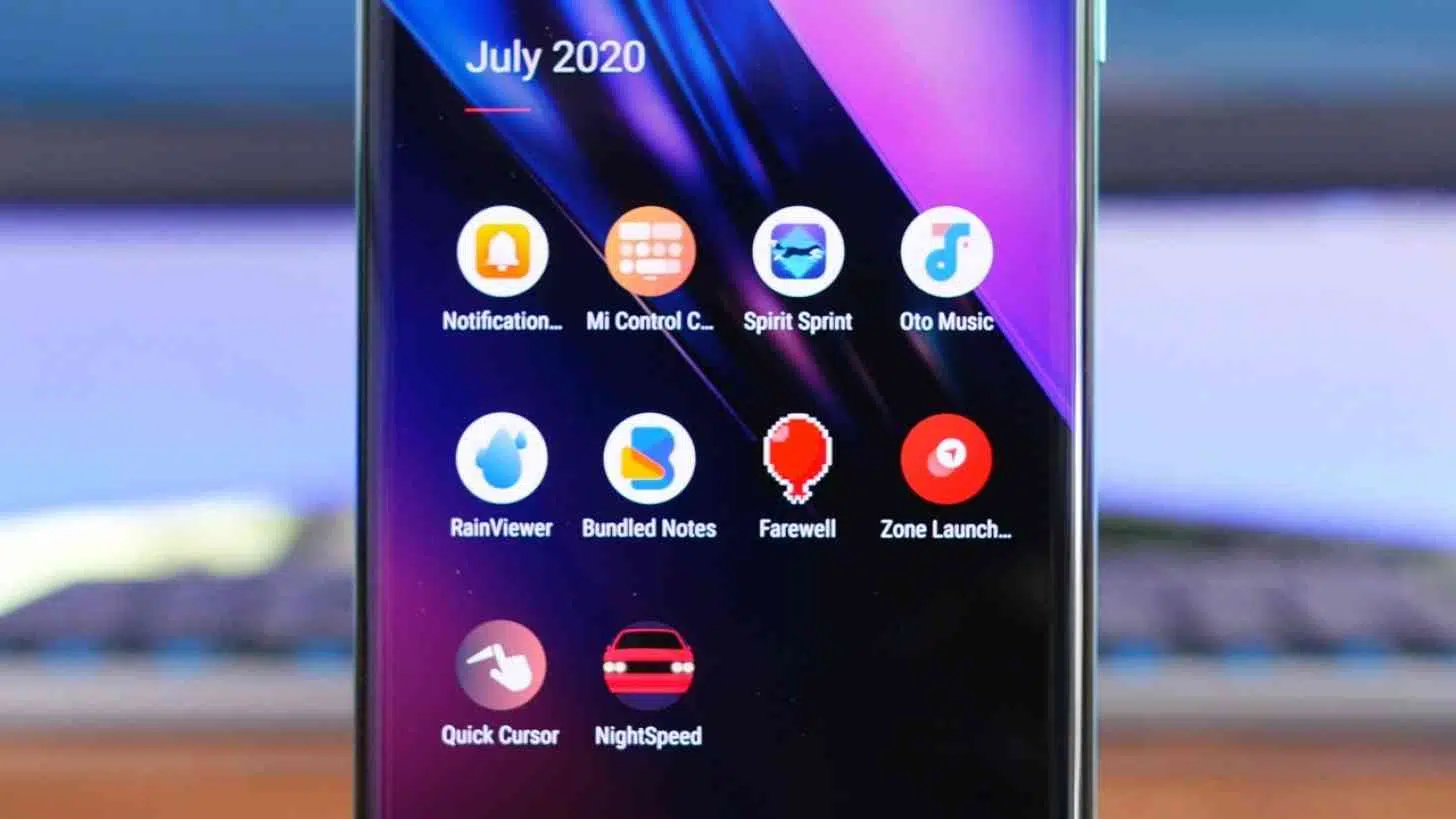 July 2020
Notification... Mi Control C... Spirit Sprint Oto Music
RainViewer Bundled Notes Farewell Zone Launch...
Quick Cursor NightSpeed